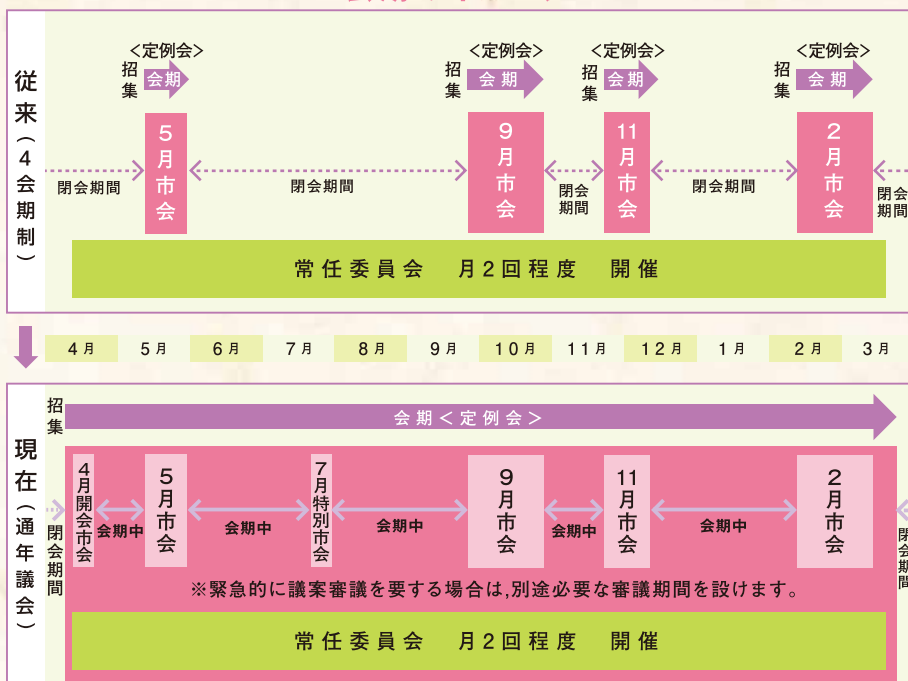 従来(4会期制)
<定例会>
<定例会>
<定例会>
<定例会>
招集
会期
招集
会期
招集
会期
招集
会期
5月市会
9月市会
11月市会
2月市会
閉会期間
閉会期間
閉会期間
閉会期間
閉会期間
常任委員会 月2回程度 開催
4月 5月 6月 7月 8月 9月 10月 11月 12月 1月 2月 3月
現在(通年議会)
招集
会期<定例会>
閉会期間
4月開会市会
会期中
5月市会
会期中
7月特別市会
会期中
9月市会
会期中
11月市会
会期中
2月市会
閉会期間
※緊急的に議案審議を要する場合は,別途必要な審議期間を設けます。
常任委員会 月2回程度 開催